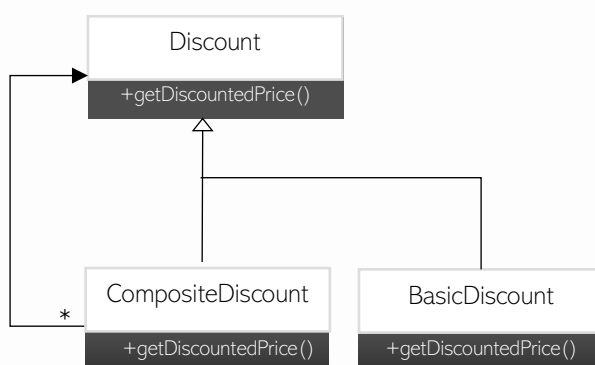 Discount
+getDiscountedPrice()
*
CompositeDiscount
+getDiscountedPrice()
BasicDiscount
+getDiscountedPrice()